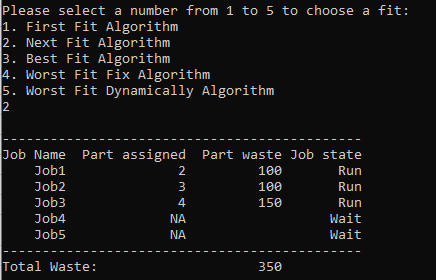 Please select a number from 1 to 5 to choose a fit:
1. First Fit Algorithm
2. Next Fit Algorithm
3. Best Fit Algorithm
4. Worst Fit Fix Algorithm
5. Worst Fit Dynamically Algorithm
2
---------------------------------------------
Job Name  Part assigned  Part waste Job state
    Job1              2         100       Run
    Job2              3         100       Run
    Job3              4         150       Run
    Job4             NA                  Wait
    Job5             NA                  Wait
---------------------------------------------
Total Waste:                    350